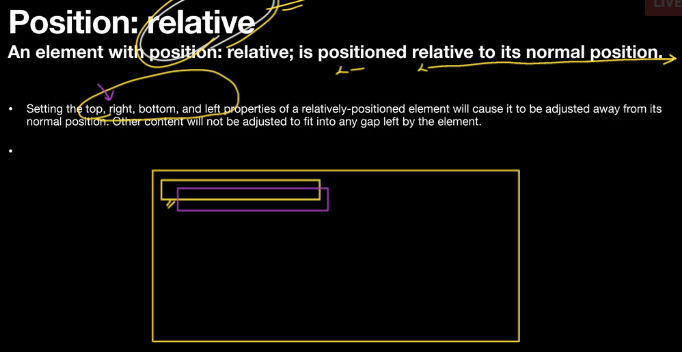 Position: relative
An element with position: relative; is positioned relative to its normal position.
• Setting the top, right, bottom, and left properties of a relatively-positioned element will cause it to be adjusted away from its
normal position. Other content will not be adjusted to fit into any gap left by the element.
•
LIVE